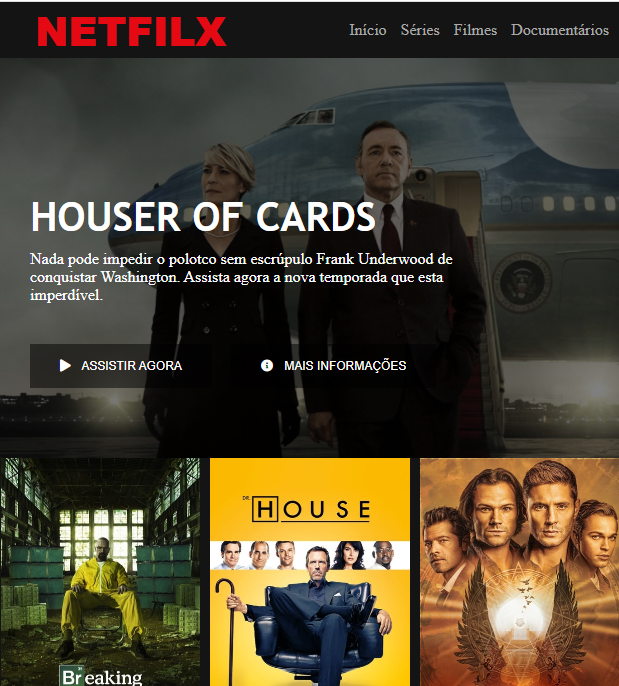 NETFILX
Início Séries Filmes Documentários
HOUSER OF CARDS
Nada pode impedir o polotco sem escrúpulo Frank Underwood de
conquistar Washington. Assista agora a nova temporada que esta
imperdível.
ASSISTIR AGORA MAIS INFORMAÇÕES
DR. HOUSE
Breaking